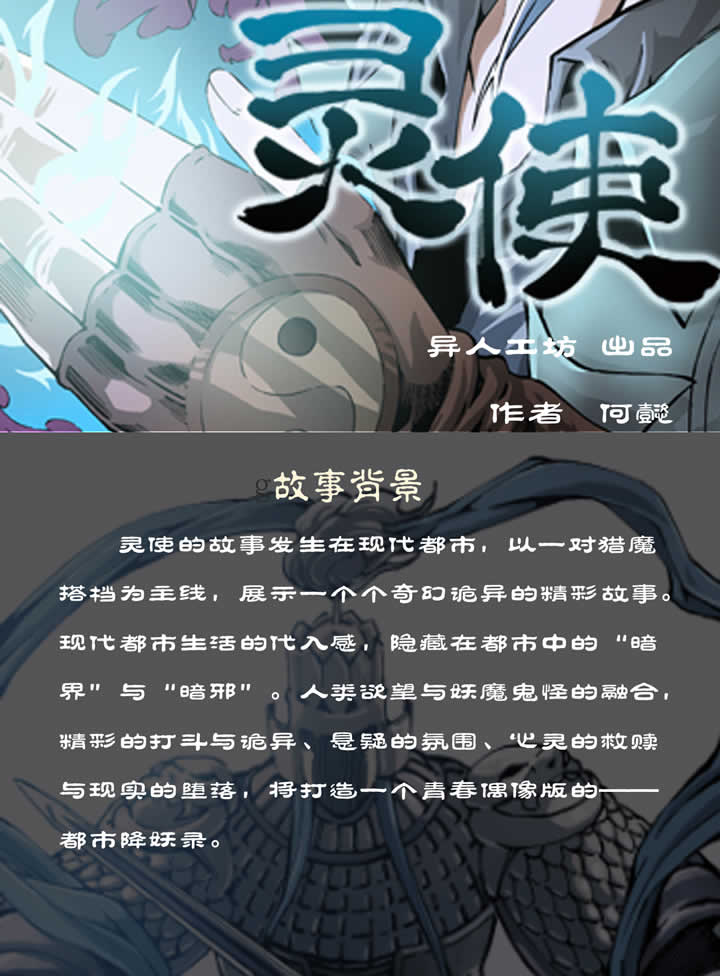 灵使
异人工坊 出品
作者 何懿
g故事背景
灵使的故事发生在现代都市，以一对猎魔
搭档为主线，展示一个个奇幻诡异的精彩故事。
现代都市生活的代入感，隐藏在都市中的“暗
界”与“暗邪”。人类欲望与妖魔鬼怪的融合，
精彩的打斗与诡异、悬疑的氛围、心灵的救赎
与现实的堕落，将打造一个青春偶像版的——
都市降妖录。